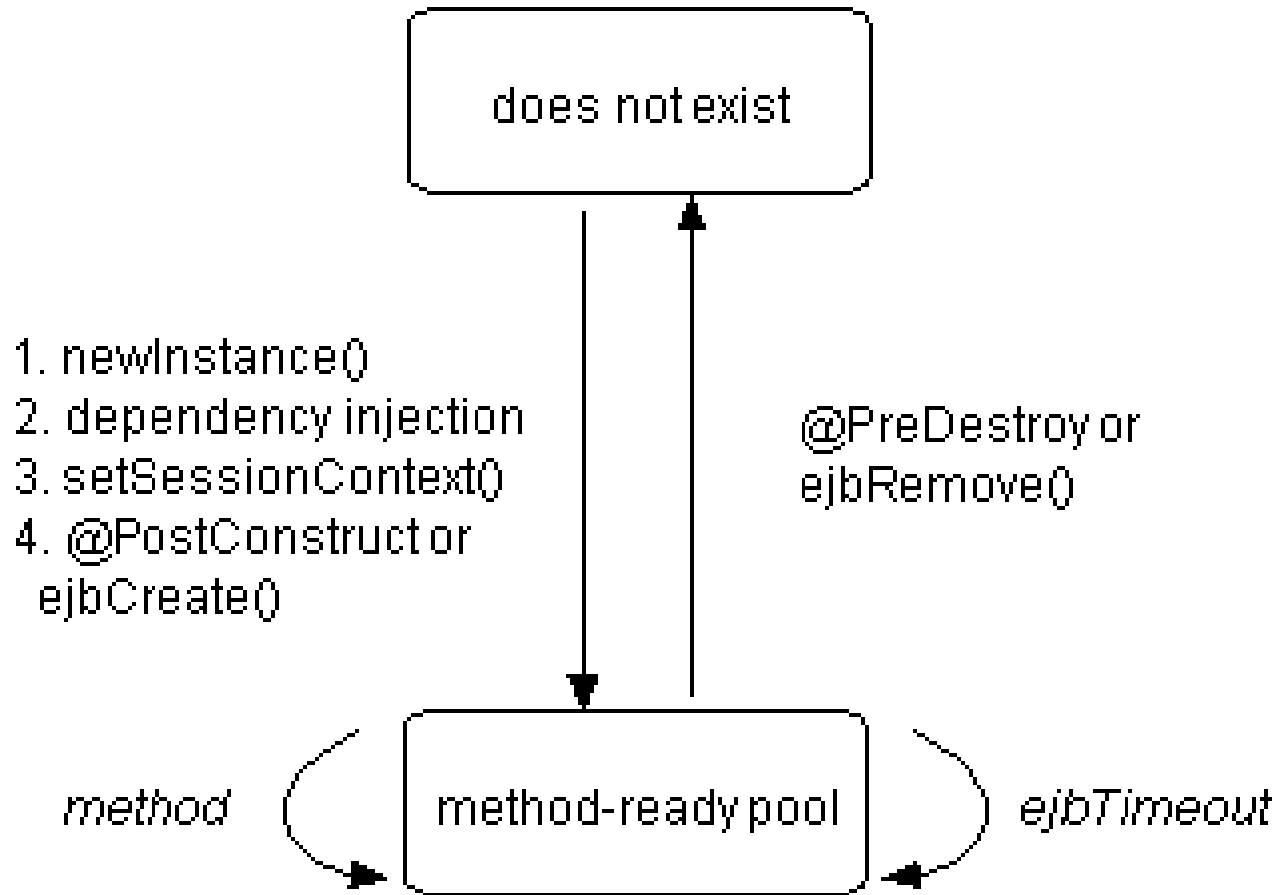 does not exist
1. newInstance()
2. dependency injection
3. setSessionContext()
4. @PostConstruct or
ejbCreate()
@PreDestroy or
ejbRemove()
method
method-ready pool
ejbTimeout